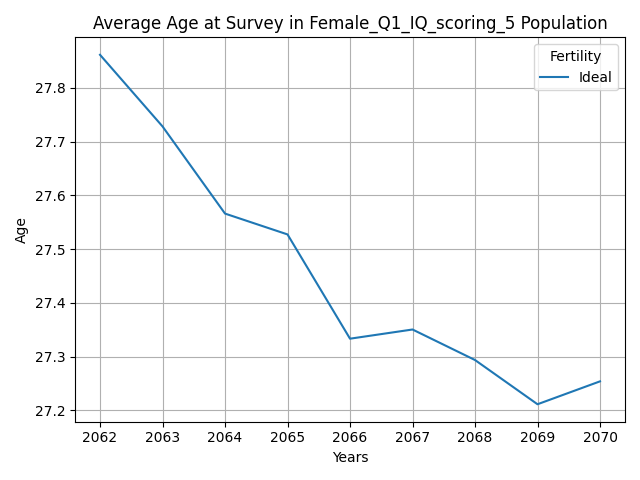 Average Age at Survey in Female_Q1_IQ_scoring_5 Population
Fertility
Ideal
27.8
27.7
27.6
27.5
27.4
27.3
27.2
Age
2062 2063 2064 2065 2066 2067 2068 2069 2070
Years